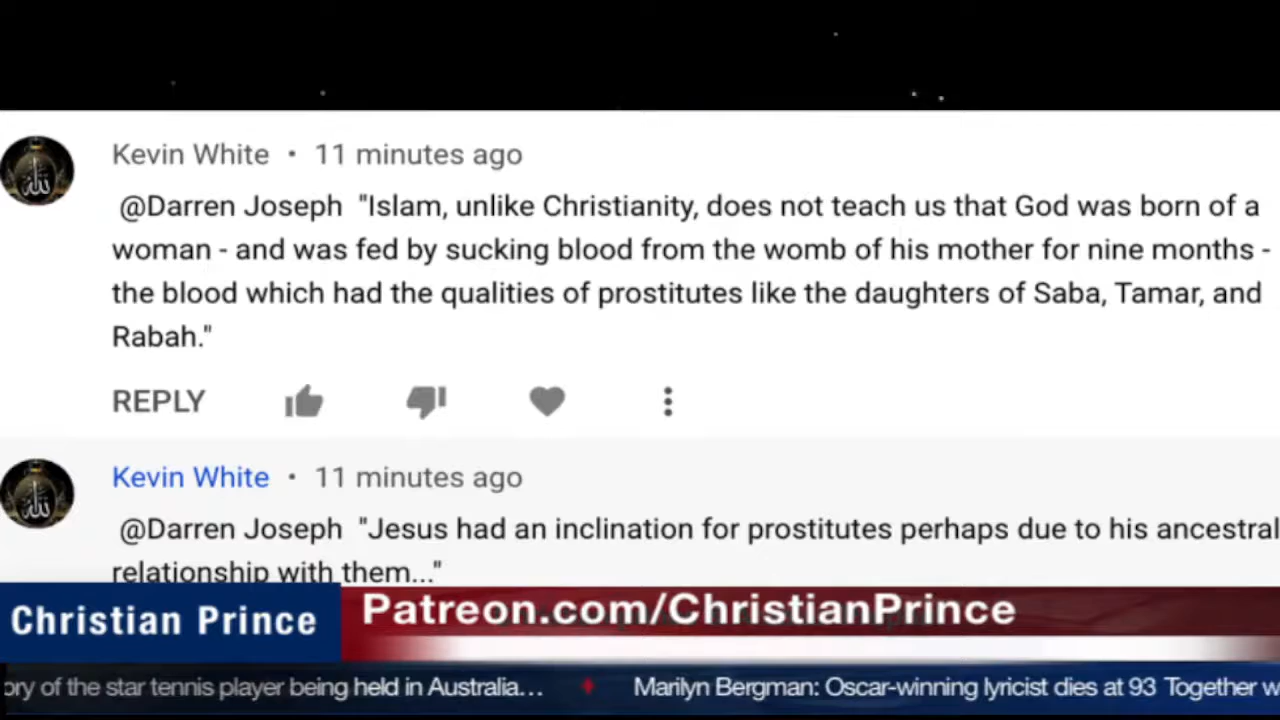 Kevin White • 11 minutes ago
@Darren Joseph "Islam, unlike Christianity, does not teach us that God was born of a
woman - and was fed by sucking blood from the womb of his mother for nine months -
the blood which had the qualities of prostitutes like the daughters of Saba, Tamar, and
Rabah."
REPLY
Kevin White • 11 minutes ago
@Darren Joseph "Jesus had an inclination for prostitutes perhaps due to his ancestral
relationship with them..."
Christian Prince
Patreon.com/ChristianPrince
ory of the star tennis player being held in Australia... Marilyn Bergman: Oscar-winning lyricist dies at 93 Together w